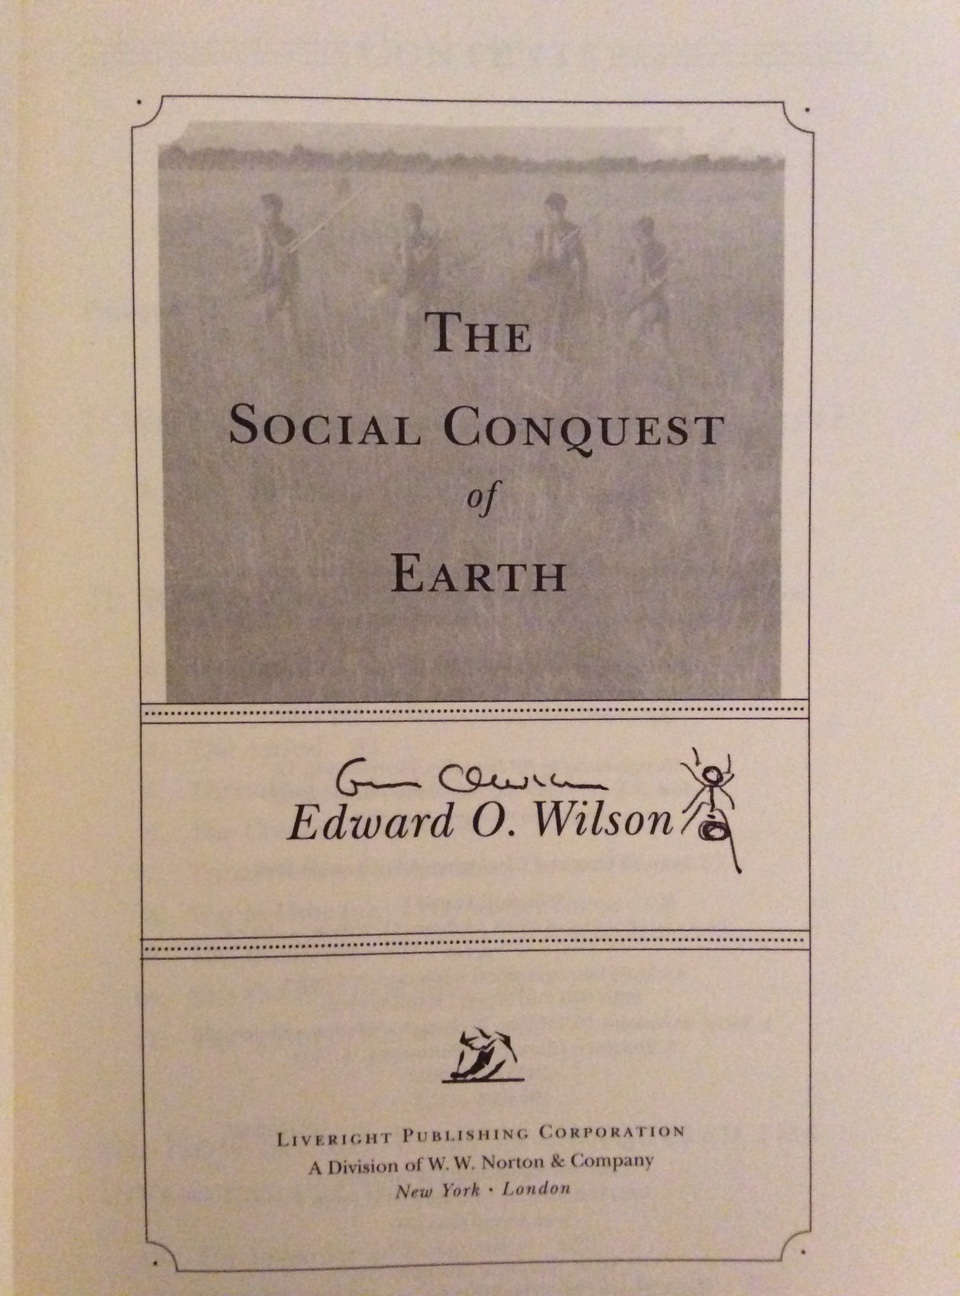 THE
SOCIAL CONQUEST
of
EARTH
Edward O. Wilson
LIVERIGHT PUBLISHING CORPORATION
A Division of W. W. Norton & Company
New York • London